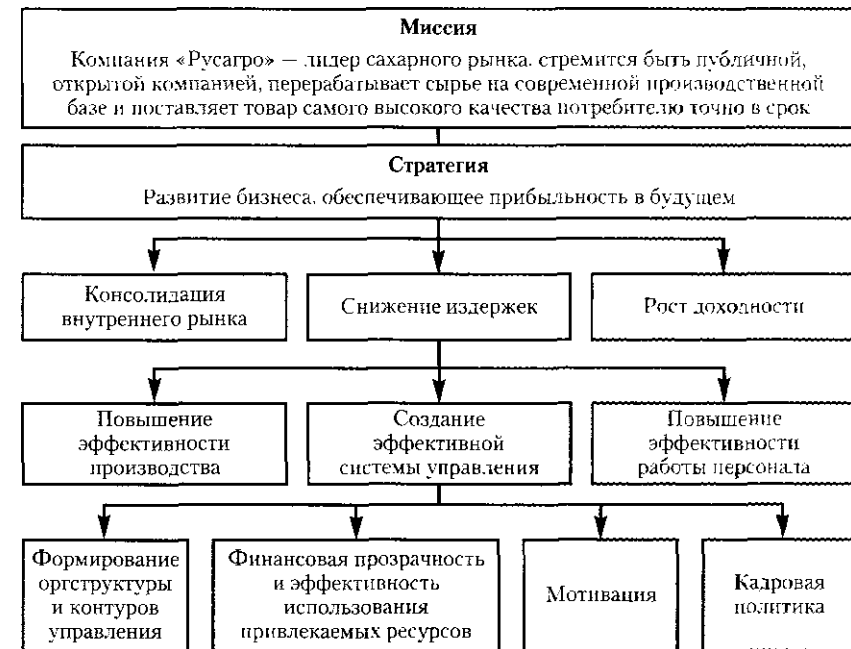 Миссия
Компания «Русагро» — лидер сахарного рынка, стремится быть публичной,
открытой компанией, перерабатывает сырье на современной производственной
базе и поставляет товар самого высокого качества потребителю точно в срок
Стратегия
Развитие бизнеса, обеспечивающее прибыльность в будущем
Консолидация
внутреннего рынка
Снижение издержек
Рост доходности
Повышение
эффективности
производства
Создание
эффективной
системы управления
Повышение
эффективности
работы персонала
Формирование
оргструктуры
и контуров
управления
Финансовая прозрачность
и эффективность
использования
привлекаемых ресурсов
Мотивация
Кадровая
политика